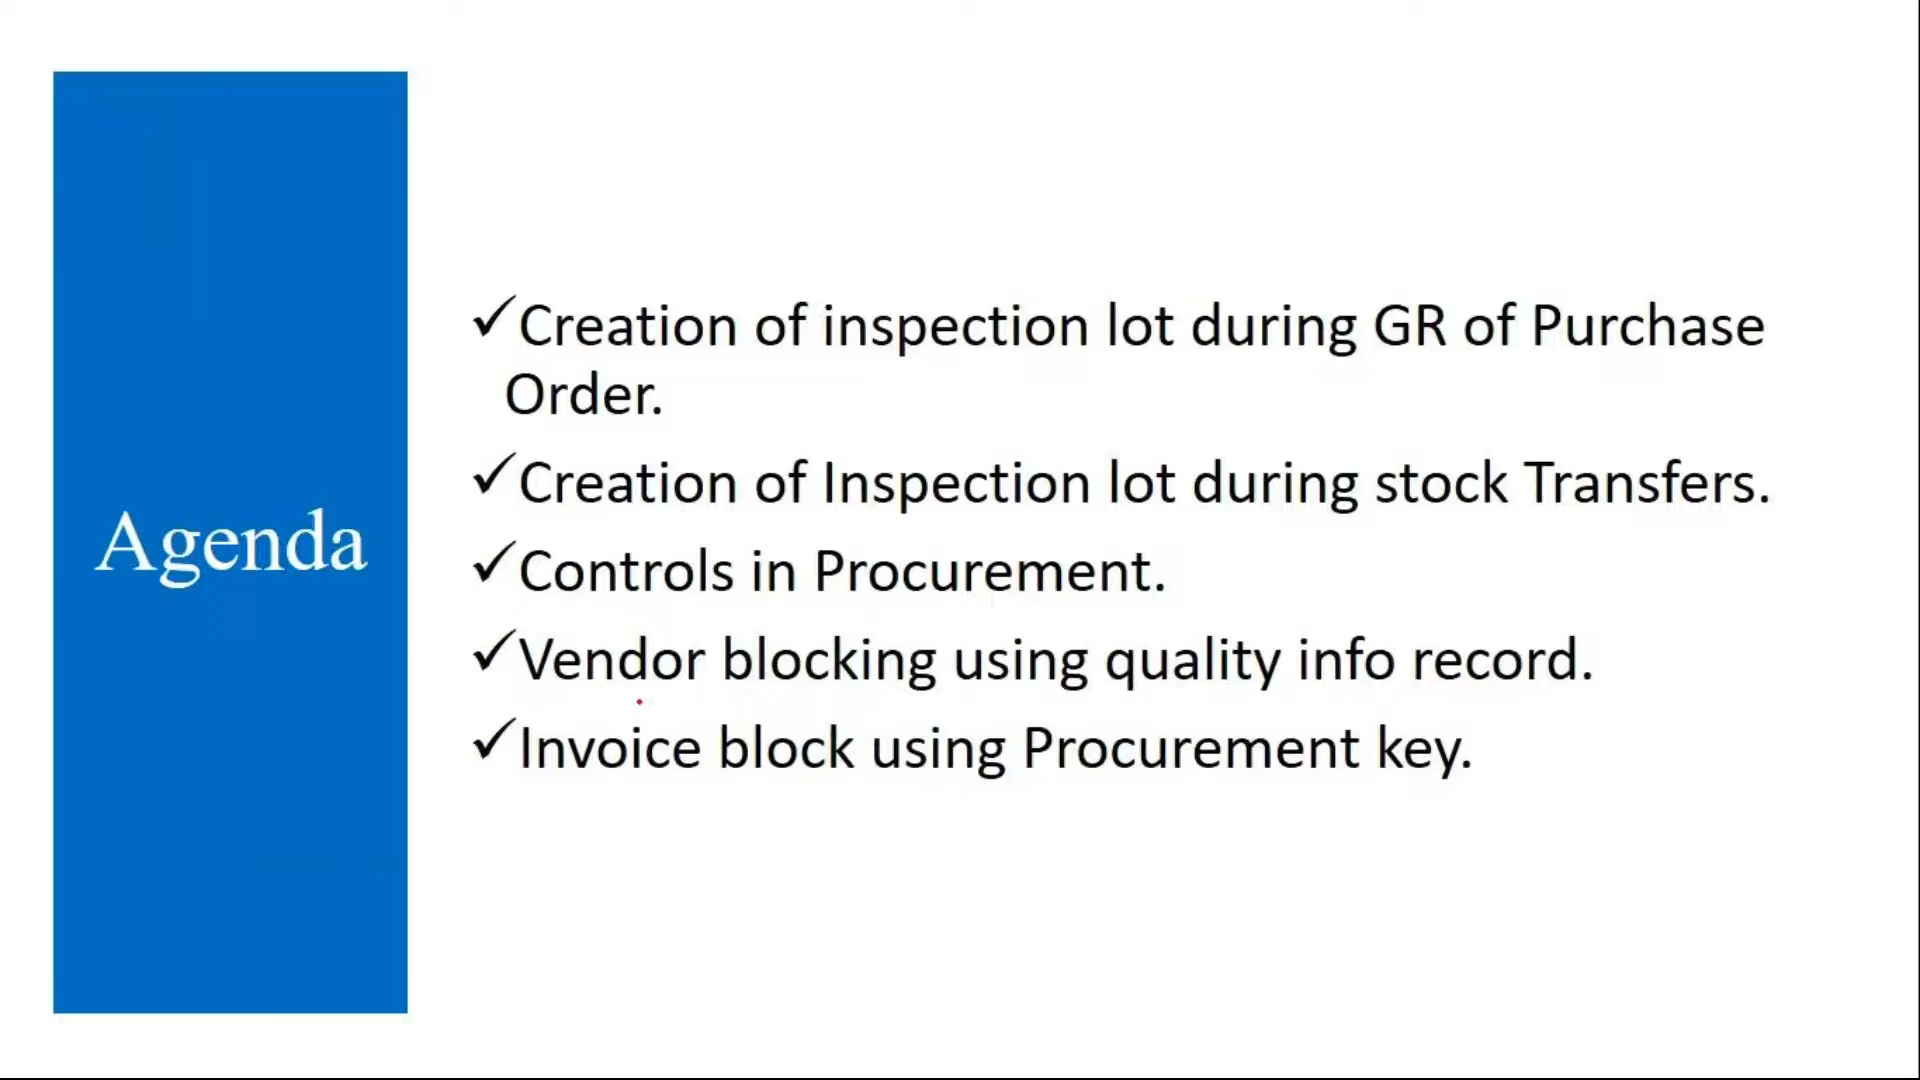 Agenda
✓Creation of inspection lot during GR of Purchase
Order.
✓Creation of Inspection lot during stock Transfers.
✓Controls in Procurement.
✓Vendor blocking using quality info record.
✓Invoice block using Procurement key.